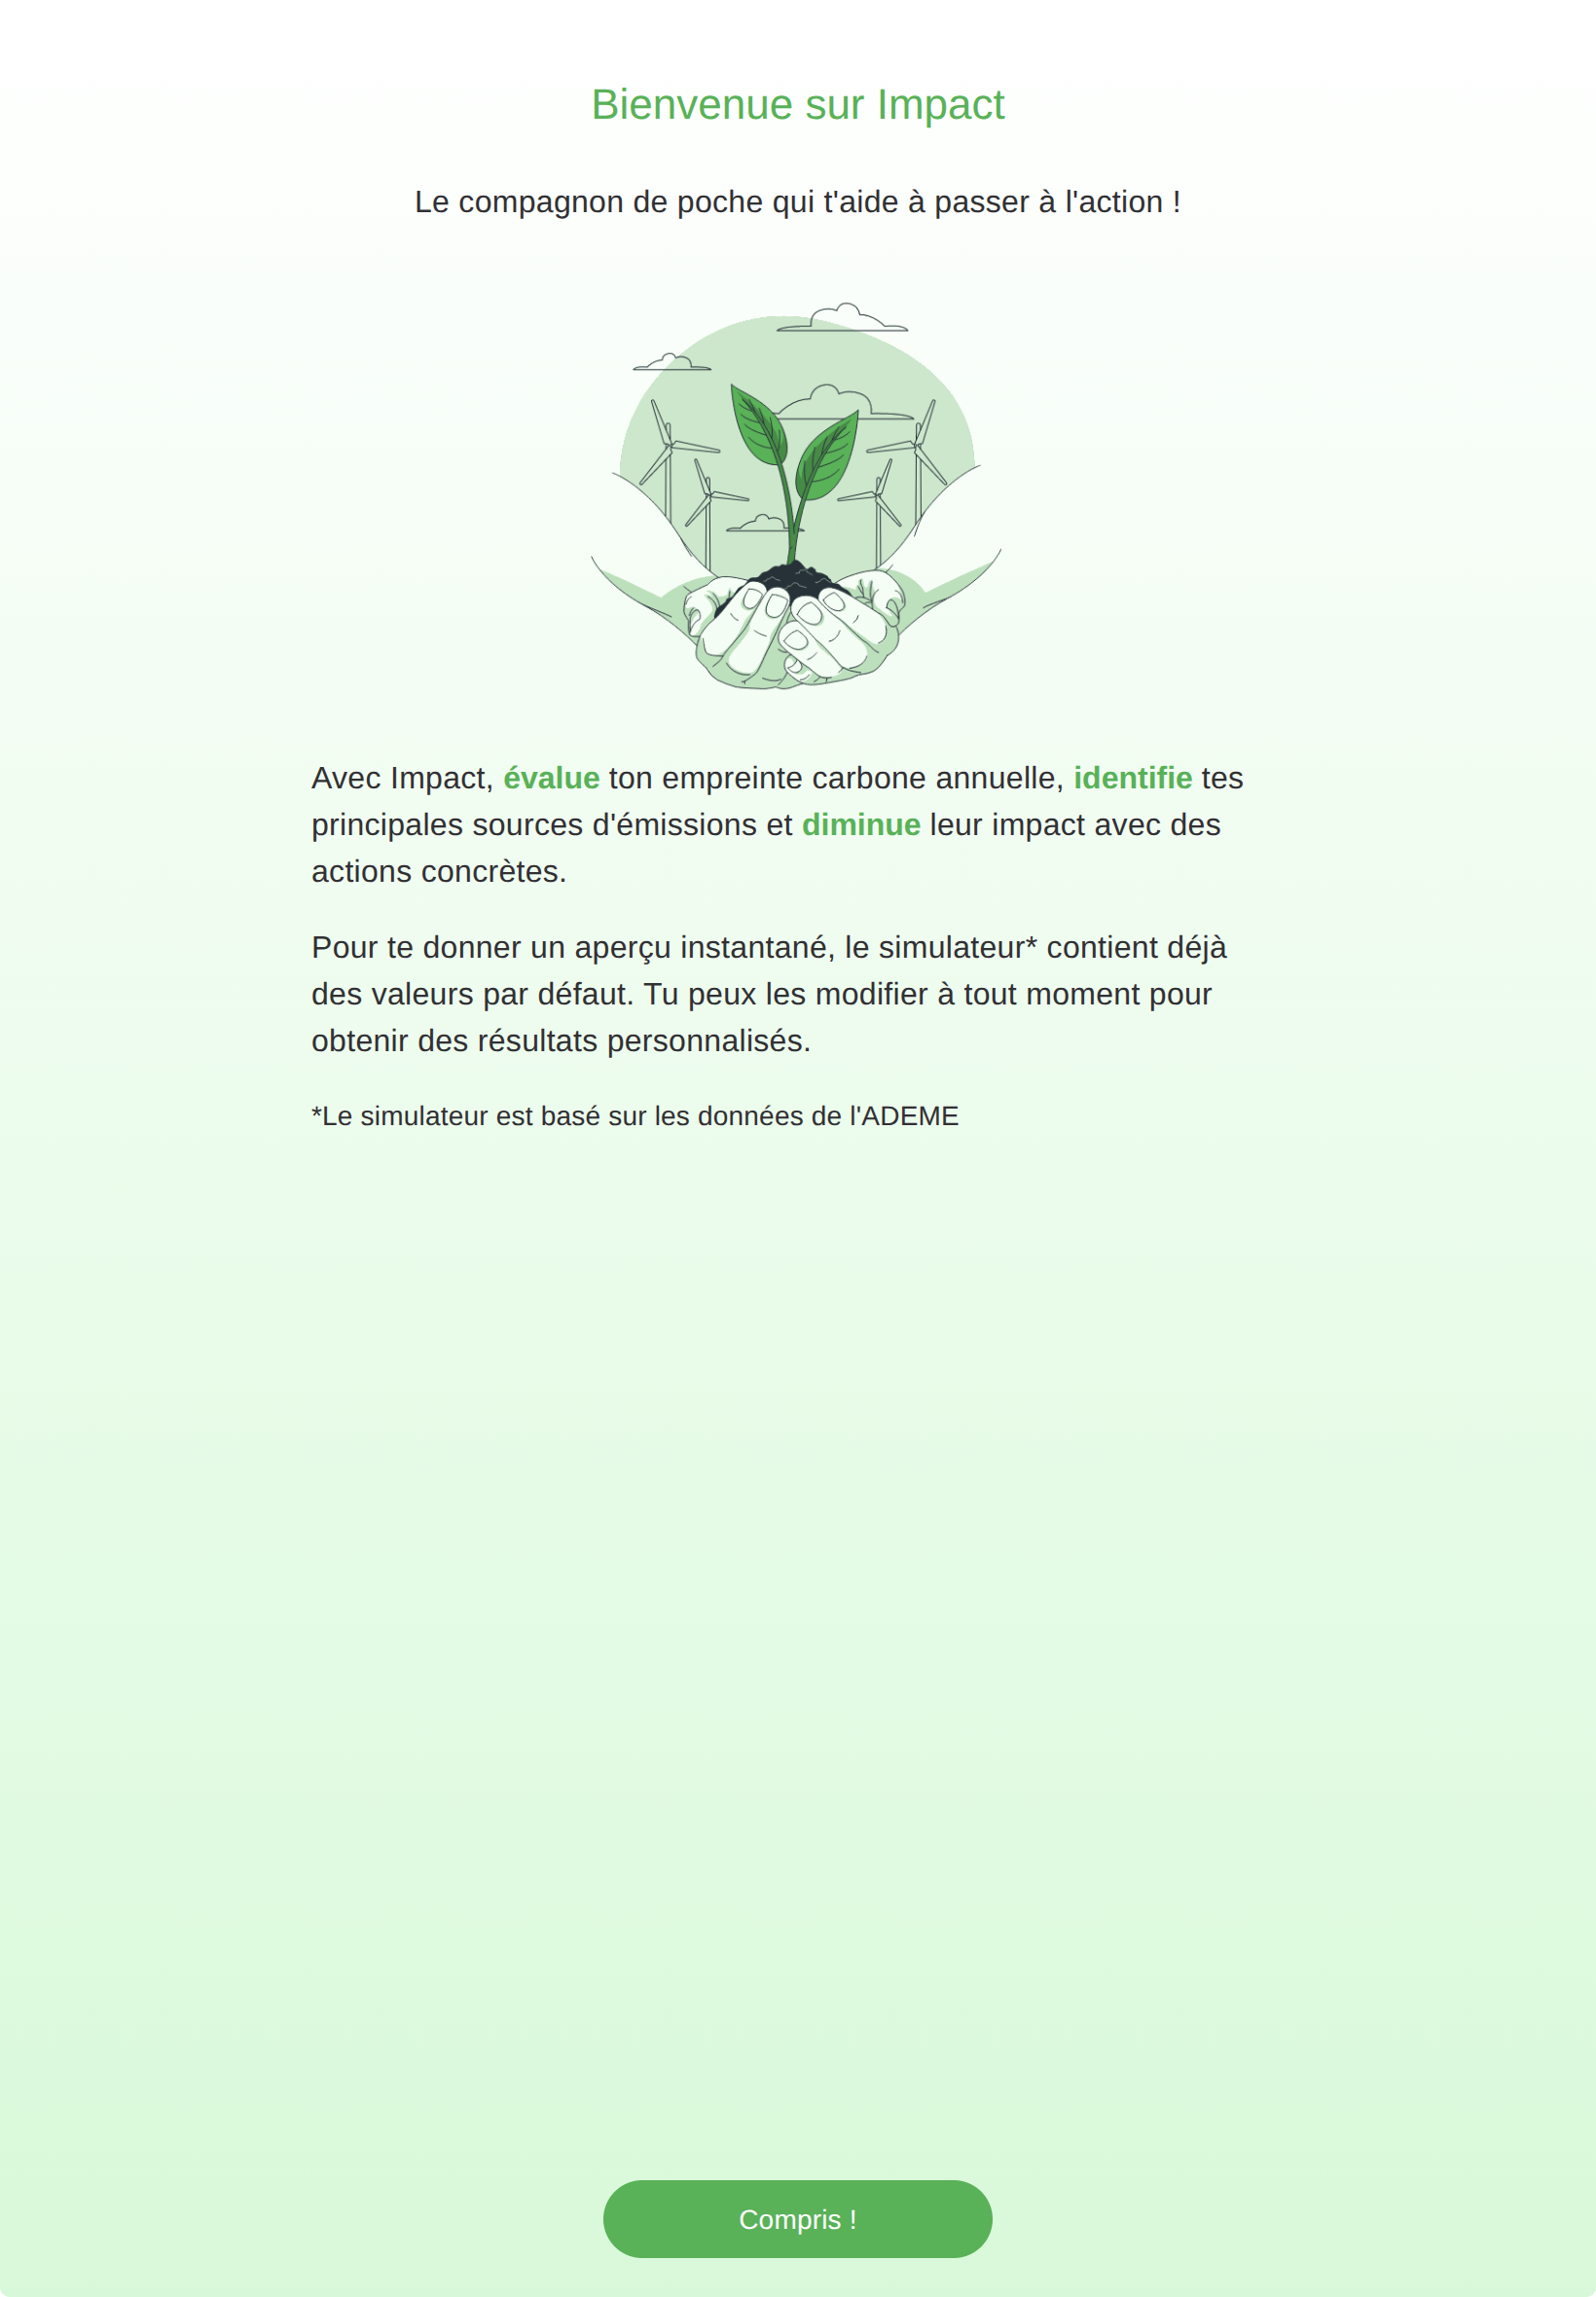 Bienvenue sur Impact
Le compagnon de poche qui t'aide à passer à l'action !
Avec Impact, évalue ton empreinte carbone annuelle, identifie tes
principales sources d'émissions et diminue leur impact avec des
actions concrètes.
Pour te donner un aperçu instantané, le simulateur* contient déjà
des valeurs par défaut. Tu peux les modifier à tout moment pour
obtenir des résultats personnalisés.
*Le simulateur est basé sur les données de l'ADEME
Compris !